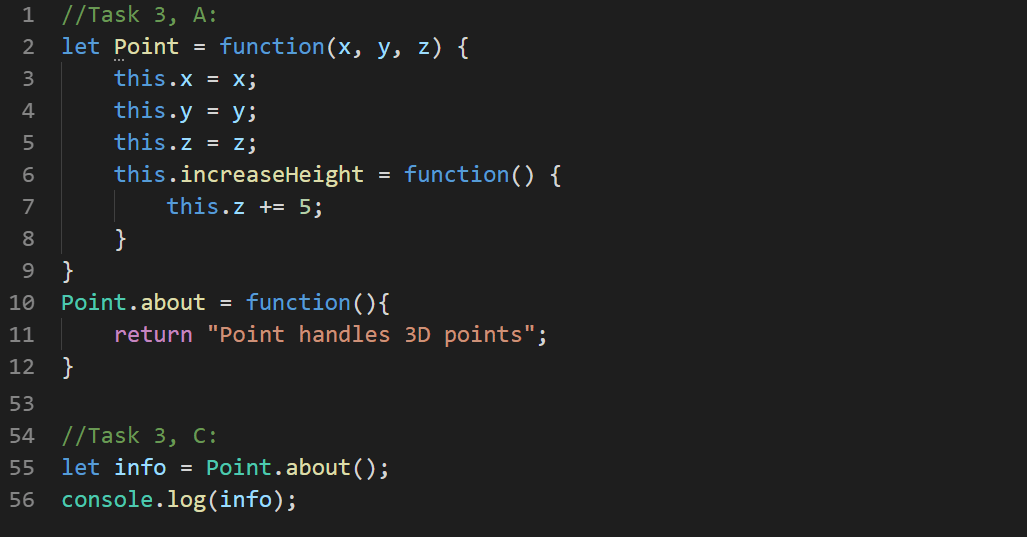 1 //Task 3, A:
2 let Point = function(x, y, z) {
3     this.x = x;
4     this.y = y;
5     this.z = z;
6     this.increaseHeight = function() {
7         this.z += 5;
8     }
9 }
10 Point.about = function(){
11     return "Point handles 3D points";
12 }
53
54 //Task 3, C:
55 let info = Point.about();
56 console.log(info);